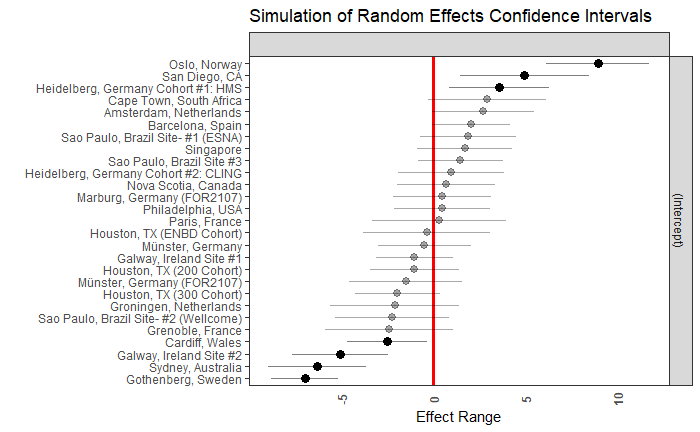 Simulation of Random Effects Confidence Intervals
Oslo, Norway
San Diego, CA
Heidelberg, Germany Cohort #1: HMS
Cape Town, South Africa
Amsterdam, Netherlands
Barcelona, Spain
Sao Paulo, Brazil Site- #1 (ESNA)
Singapore
Sao Paulo, Brazil Site #3
Heidelberg, Germany Cohort #2: CLING
Nova Scotia, Canada
Marburg, Germany (FOR2107)
Philadelphia, USA
Paris, France
Houston, TX (ENBD Cohort)
Münster, Germany
Galway, Ireland Site #1
Houston, TX (200 Cohort)
Münster, Germany (FOR2107)
Houston, TX (300 Cohort)
Groningen, Netherlands
Sao Paulo, Brazil Site- #2 (Wellcome)
Grenoble, France
Cardiff, Wales
Galway, Ireland Site #2
Sydney, Australia
Gothenberg, Sweden
(Intercept)
-5
0
5
10
Effect Range